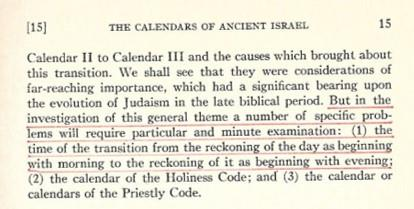 [15] THE CALENDARS OF ANCIENT ISRAEL 15
Calendar II to Calendar III and the causes which brought about
this transition. We shall see that they were considerations of
far-reaching importance, which had a significant bearing upon
the evolution of Judaism in the late biblical period. But in the
investigation of this general theme a number of specific prob-
lems will require particular and minute examination: (1) the
time of the transition from the reckoning of the day as beginning
with morning to the reckoning of it as beginning with evening;
(2) the calendar of the Holiness Code; and (3) the calendar or
calendars of the Priestly Code.